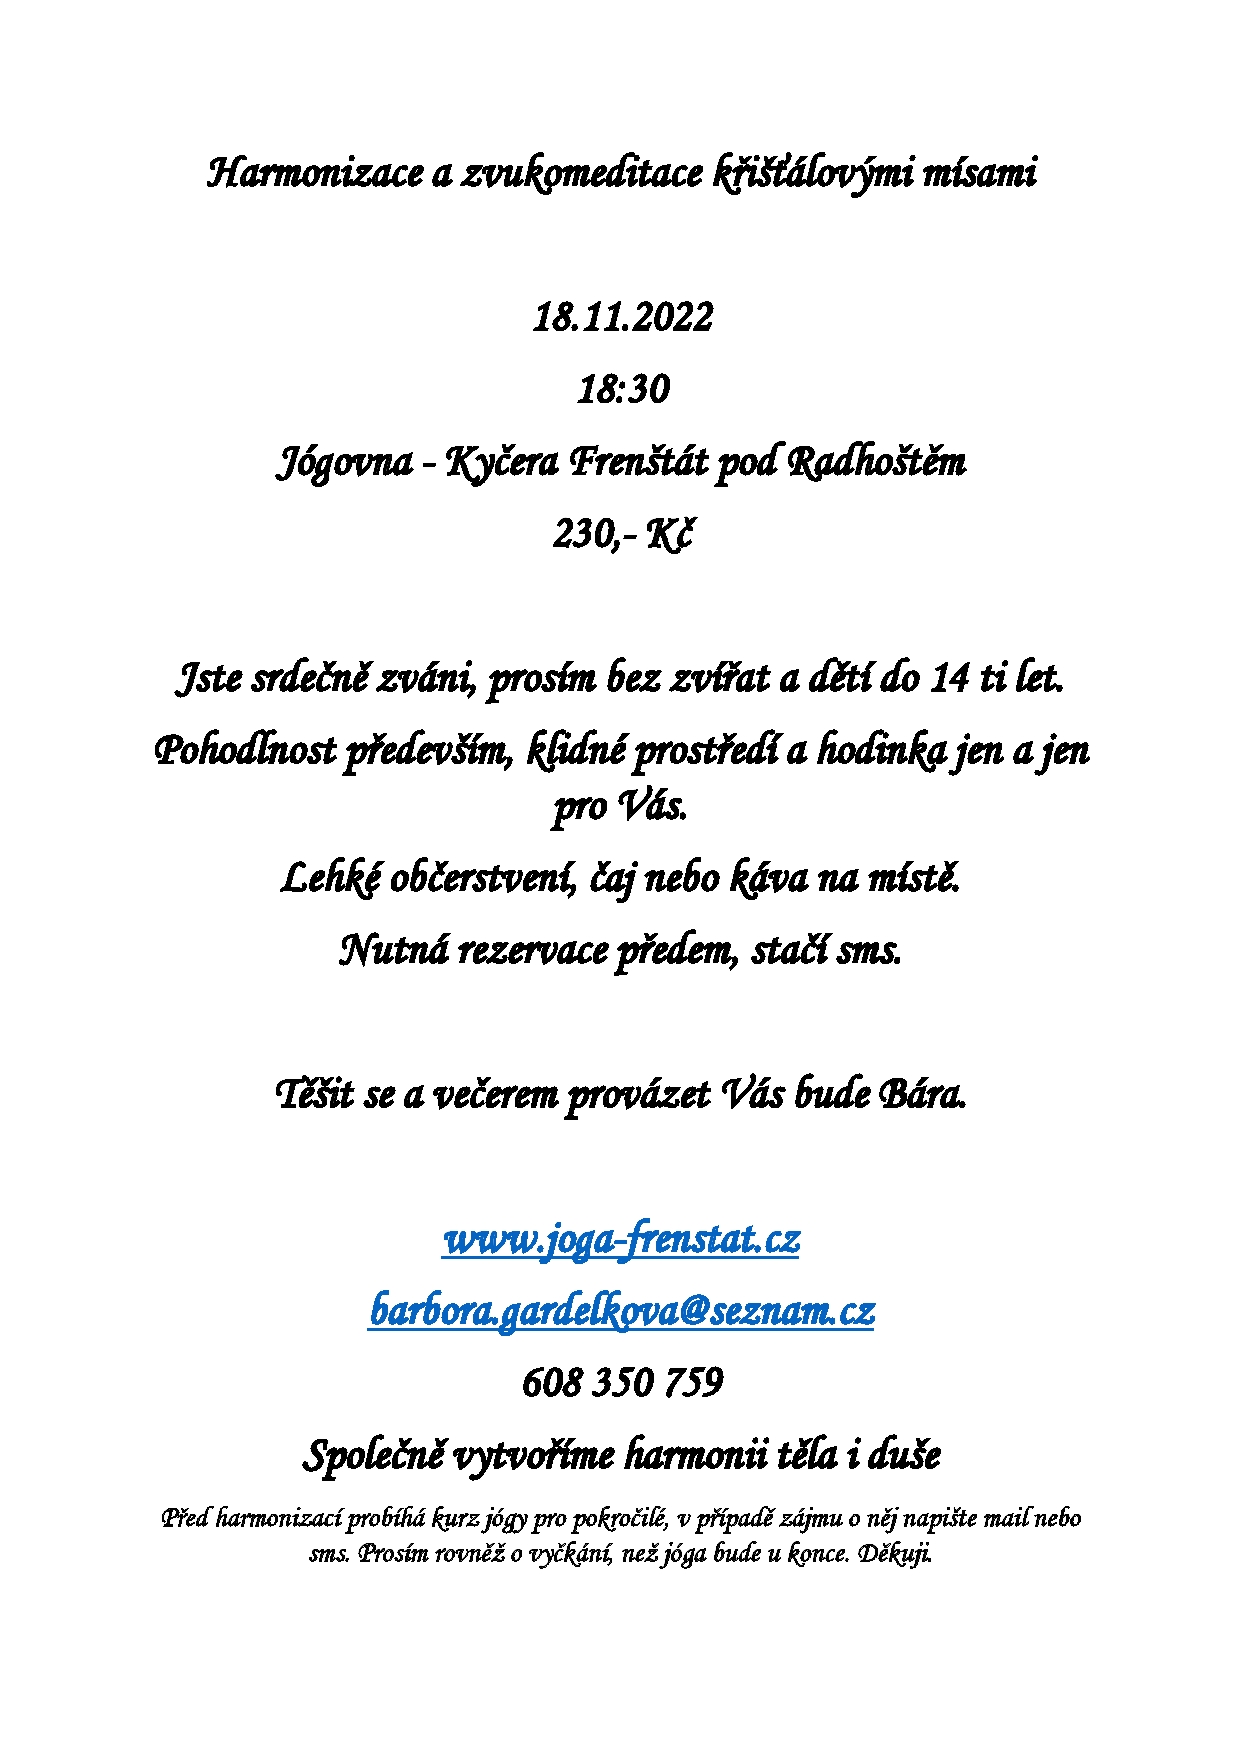 Harmonizace a zvukomeditace křišťálovými mísami
18.11.2022
18:30
Jógovna - Kyčera Frenštát pod Radhoštěm
230,- Kč
Jste srdečně zváni, prosím bez zvířat a dětí do 14 ti let.
Pohodlnost především, klidné prostředí a hodinka jen a jen
pro Vás.
Lehké občerstvení, čaj nebo káva na místě.
Nutná rezervace předem, stačí sms.
Těšit se a večerem provázet Vás bude Bára.
www.joga-frenstat.cz
barbora.gardelkova@seznam.cz
608 350 759
Společně vytvoříme harmonii těla i duše
Před harmonizací probíhá kurz jógy pro pokročilé, v případě zájmu o něj napište mail nebo
sms. Prosím rovněž o vyčkání, než jóga bude u konce. Děkuji.